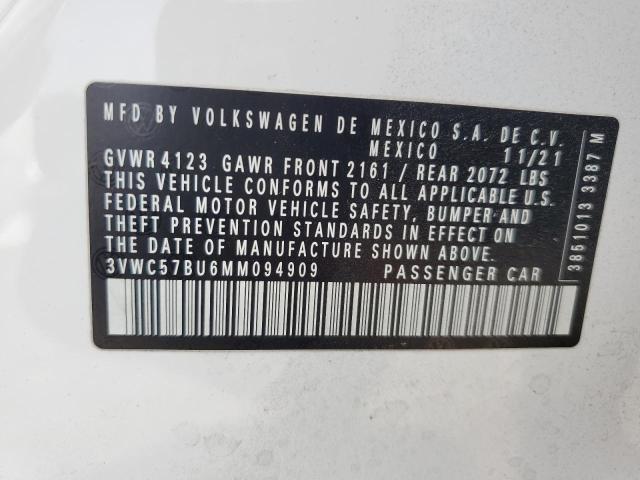 MFD BY VOLKSWAGEN DE MEXICO S.A. DE C.V.
MEXICO 11/21
GVWR 4123 GAWR FRONT 2161 / REAR 2072 LBS
THIS VEHICLE CONFORMS TO ALL APPLICABLE U.S.
FEDERAL MOTOR VEHICLE SAFETY, BUMPER AND
THEFT PREVENTION STANDARDS IN EFFECT ON
THE DATE OF MANUFACTURE SHOWN ABOVE.
3VWC57BU6MM094909 PASSENGER CAR
3851013 3387 M